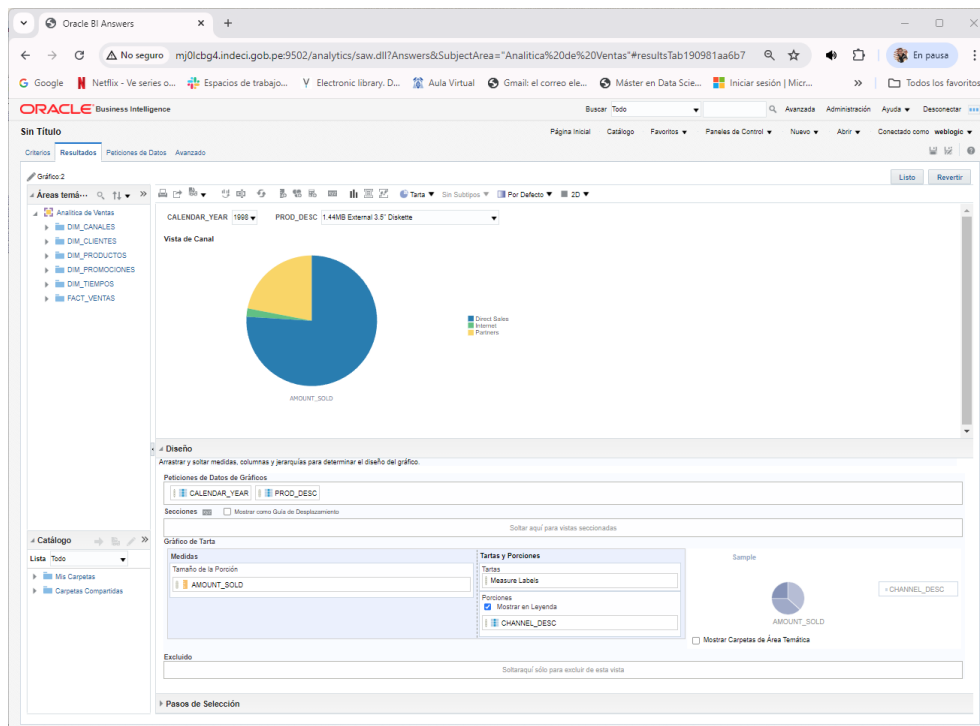 Oracle BI Answers
No seguro mj0lcbg4.indeci.gob.pe:9502/analytics/saw.dll?Answers&SubjectArea="Analitica%20de%20Ventas"#resultsTab190981aa6b7 En pausa
Google Netflix - Ve series o... Espacios de trabajo... Electronic library. D... Aula Virtual Gmail: el correo ele... Máster en Data Scie... Iniciar sesión | Micr... Todos los favoritos
ORACLE Business Intelligence Buscar Todo Avanzada Administración Ayuda Desconectar
Sin Título Página Inicial Catálogo Favoritos Paneles de Control Nuevo Abrir Conectado como weblogic
Criterios Resultados Peticiones de Datos Avanzado
Gráfico:2 Listo Revertir
Áreas temá... Tarta Sin Subtipos Por Defecto 2D
Analitica de Ventas
DIM_CANALES
DIM_CLIENTES
DIM_PRODUCTOS
DIM_PROMOCIONES
DIM_TIEMPOS
FACT_VENTAS
CALENDAR_YEAR 1998 PROD_DESC 1.44MB External 3.5" Diskette
Vista de Canal
Direct Sales
Internet
Partners
AMOUNT_SOLD
Diseño
Arrastrar y soltar medidas, columnas y jerarquías para determinar el diseño del gráfico.
Peticiones de Datos de Gráficos
CALENDAR_YEAR PROD_DESC
Secciones Mostrar como Guía de Desplazamiento
Soltar aquí para vistas seccionadas
Catálogo
Lista Todo
Mis Carpetas
Carpetas Compartidas
Gráfico de Tarta
Medidas
Tamaño de la Porción
AMOUNT_SOLD
Tartas y Porciones
Tartas
Measure Labels
Porciones
Mostrar en Leyenda
CHANNEL_DESC
Sample
AMOUNT_SOLD
CHANNEL_DESC
Mostrar Carpetas de Área Temática
Excluido
Soltaraquí sólo para excluir de esta vista
Pasos de Selección